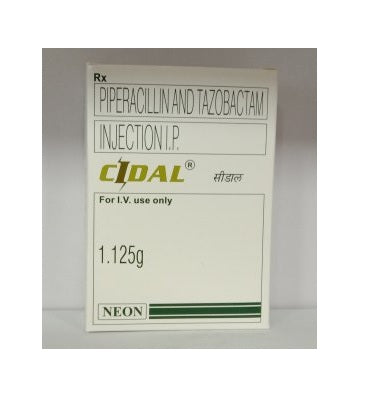 Rx
PIPERACILLIN AND TAZOBACTAM
INJECTION I.P.
CIDAL® सीडाल
For I.V. use only
1.125g
NEON